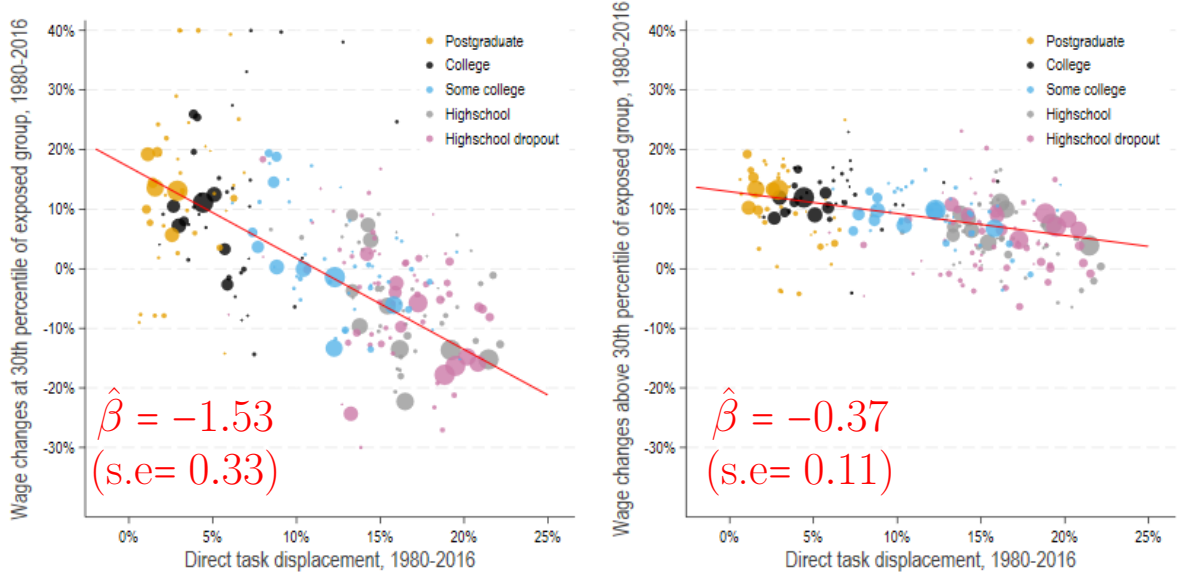 Wage changes at 30th percentile of exposed group, 1980-2016
40%
30%
20%
10%
0%
-10%
-20%
-30%
Postgraduate
College
Some college
Highschool
Highschool dropout
β̂ = −1.53
(s.e= 0.33)
0% 5% 10% 15% 20% 25%
Direct task displacement, 1980-2016
Wage changes above 30th percentile of exposed group, 1980-2016
40%
30%
20%
10%
0%
-10%
-20%
-30%
Postgraduate
College
Some college
Highschool
Highschool dropout
β̂ = −0.37
(s.e= 0.11)
0% 5% 10% 15% 20% 25%
Direct task displacement, 1980-2016